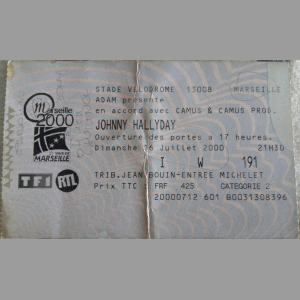 STADE VELODROME 13008 MARSEILLE
ADAM présente
en accord avec CAMUS & CAMUS PROD.
JOHNNY HALLYDAY
Ouverture des portes a 17 heures.
Dimanche 16 Juillet 2000 21H30
I W 191
TRIB.JEAN BOUIN-ENTREE MICHELET
Prix TTC : FRF 425 CATEGORIE 2
20000712 601 B0031308396
Marseille
2000
MARSEILLE
TF1 RTL